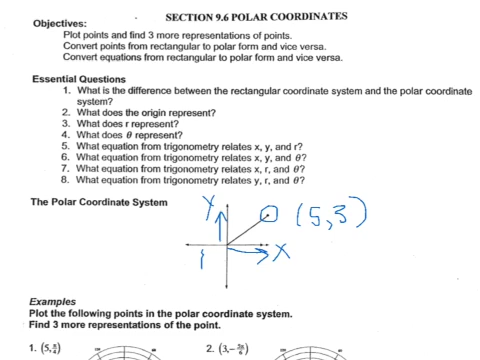 SECTION 9.6 POLAR COORDINATES
Objectives:
Plot points and find 3 more representations of points.
Convert points from rectangular to polar form and vice versa.
Convert equations from rectangular to polar form and vice versa.
Essential Questions
1. What is the difference between the rectangular coordinate system and the polar coordinate
system?
2. What does the origin represent?
3. What does r represent?
4. What does θ represent?
5. What equation from trigonometry relates x, y, and r?
6. What equation from trigonometry relates x, y, and θ?
7. What equation from trigonometry relates x, r, and θ?
8. What equation from trigonometry relates y, r, and θ?
The Polar Coordinate System
Y
(5,3)
X
Examples
Plot the following points in the polar coordinate system.
Find 3 more representations of the point.
1. (5, π/4) 2. (3, -